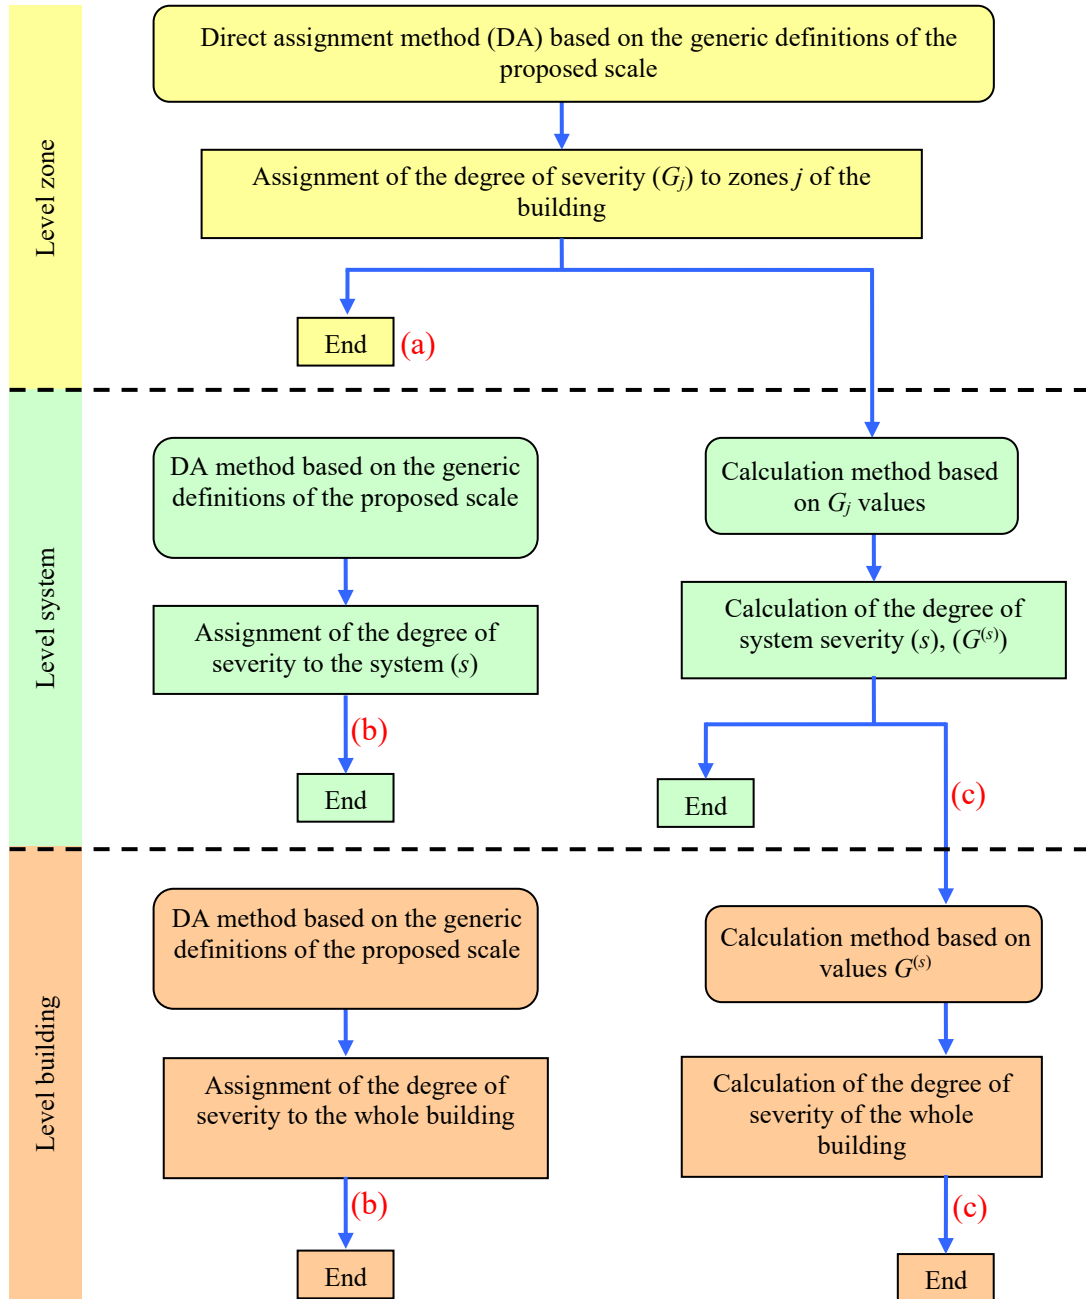 Level zone
Direct assignment method (DA) based on the generic definitions of the
proposed scale
Assignment of the degree of severity (Gj) to zones j of the
building
End
(a)
Level system
DA method based on the generic
definitions of the proposed scale
Assignment of the degree of
severity to the system (s)
(b)
End
Calculation method based
on Gj values
Calculation of the degree of
system severity (s), (G(s))
End
(c)
Level building
DA method based on the generic
definitions of the proposed scale
Assignment of the degree of
severity to the whole building
(b)
End
Calculation method based on
values G(s)
Calculation of the degree of
severity of the whole
building
(c)
End